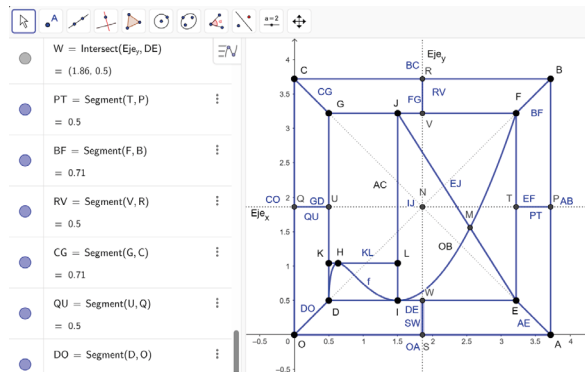 A
a=2
W = Intersect(Eje_y, DE)
= (1.86, 0.5)
PT = Segment(T, P)
= 0.5
BF = Segment(F, B)
= 0.71
RV = Segment(V, R)
= 0.5
CG = Segment(G, C)
= 0.71
QU = Segment(U, Q)
= 0.5
DO = Segment(D, O)
4 Eje_y
C BC R B
CG RV
3.5
G J FG F BF
V
3
2.5
AC EJ
2 N
CO Q GD U IJ T EF P AB
QU PT
Eje_x
M
1.5
OB
K H KL L
1
f
W
0.5
DO D I DE E
SW AE
−0.5 O 0 0.5 1 1.5 OA S 2.5 3 3.5 A
−0.5